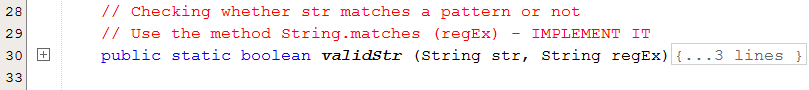 28 // Checking whether str matches a pattern or not
29 // Use the method String.matches (regEx) - IMPLEMENT IT
30 public static boolean validStr (String str, String regEx) {...3 lines }
33